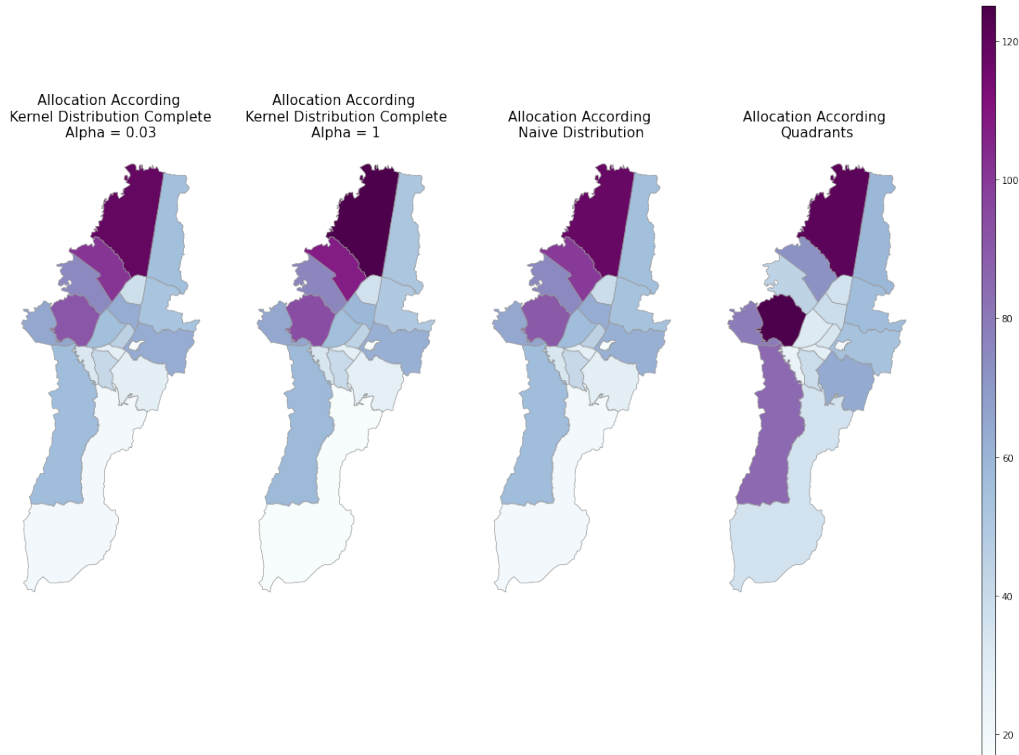 Allocation According
Kernel Distribution Complete
Alpha = 0.03
Allocation According
Kernel Distribution Complete
Alpha = 1
Allocation According
Naive Distribution
Allocation According
Quadrants
120
100
80
60
40
20